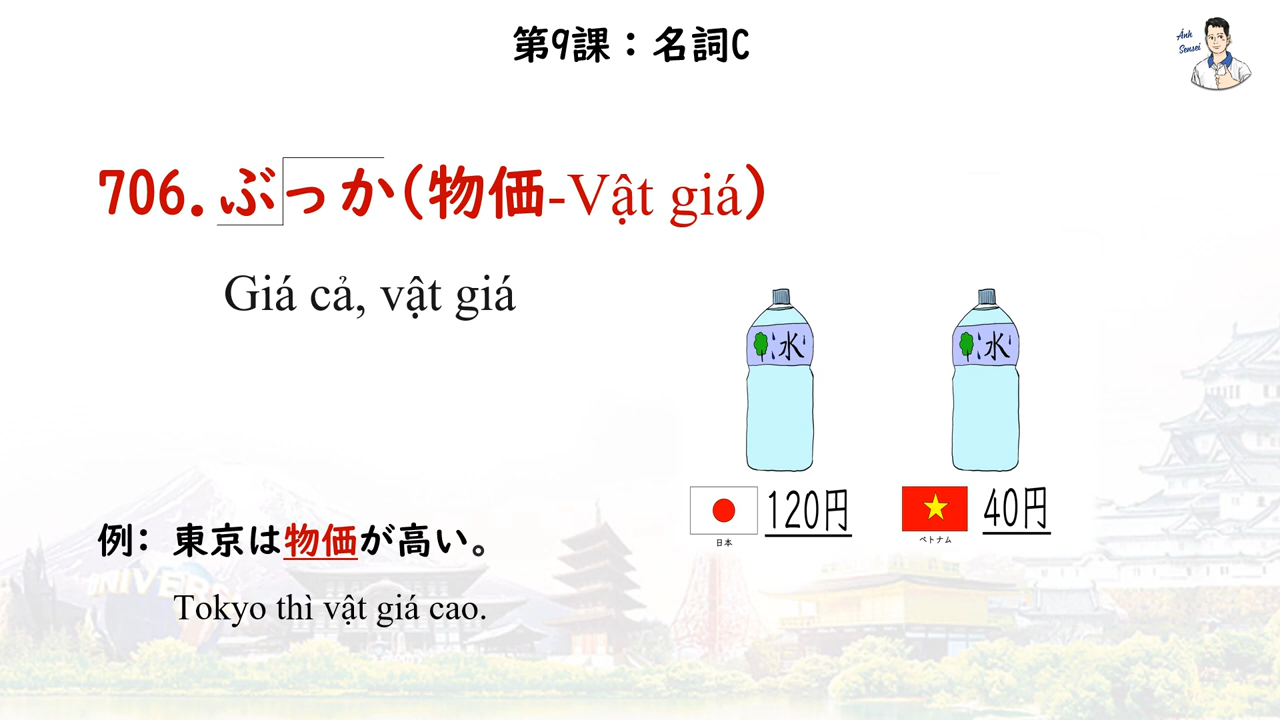 第9課：名詞C
Ánh
Sensei
706.ぶっか(物価-Vật giá)
Giá cả, vật giá
水
水
120円
40円
日本
ベトナム
例: 東京は物価が高い。
Tokyo thì vật giá cao.
UNIVER